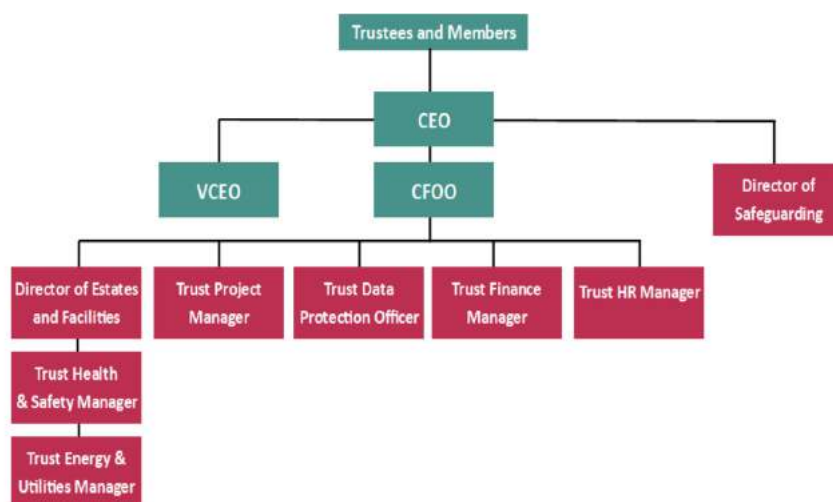 Trustees and Members
CEO
VCEO
CFOO
Director of
Safeguarding
Director of Estates
and Facilities
Trust Project
Manager
Trust Data
Protection Officer
Trust Finance
Manager
Trust HR Manager
Trust Health
& Safety Manager
Trust Energy &
Utilities Manager